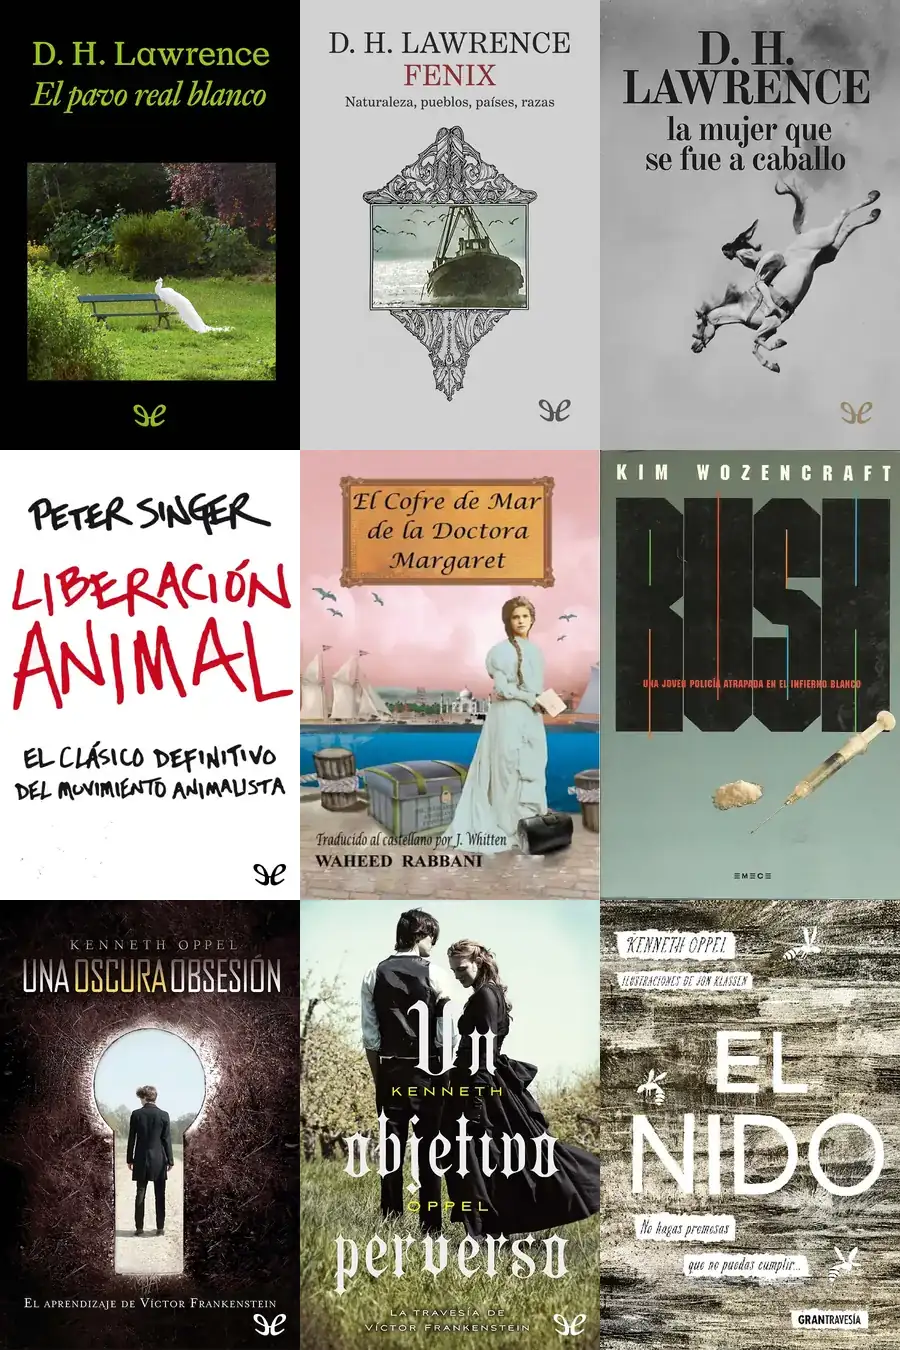 D. H. Lawrence
El pavo real blanco
D. H. LAWRENCE
FENIX
Naturaleza, pueblos, países, razas
D. H.
LAWRENCE
la mujer que
se fue a caballo
PETER SINGER
LIBERACIÓN
ANIMAL
EL CLÁSICO DEFINITIVO
DEL MOVIMIENTO ANIMALISTA
El Cofre de Mar
de la Doctora
Margaret
Traducido al castellano por J. Whitten
WAHEED RABBANI
KIM WOZENCRAFT
RUSH
UNA JOVEN POLICÍA ATRAPADA EN EL INFIERNO BLANCO
EMECE
KENNETH OPPEL
UNA OSCURA OBSESIÓN
EL APRENDIZAJE DE VÍCTOR FRANKENSTEIN
Un
KENNETH
objetivo
OPPEL
perverso
LA TRAVESÍA DE
VÍCTOR FRANKENSTEIN
KENNETH OPPEL
ILUSTRACIONES DE JON KLASSEN
EL
NIDO
No hagas promesas
que no puedas cumplir...
GRANTRAVESÍA